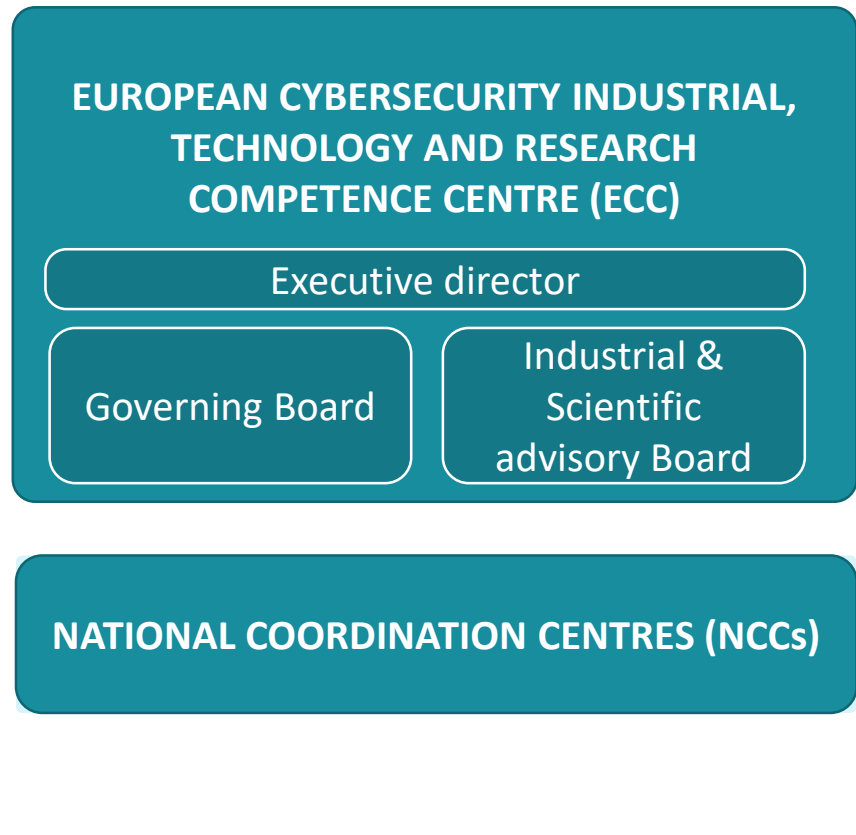 EUROPEAN CYBERSECURITY INDUSTRIAL,
TECHNOLOGY AND RESEARCH
COMPETENCE CENTRE (ECC)
Executive director
Governing Board
Industrial &
Scientific
advisory Board
NATIONAL COORDINATION CENTRES (NCCs)